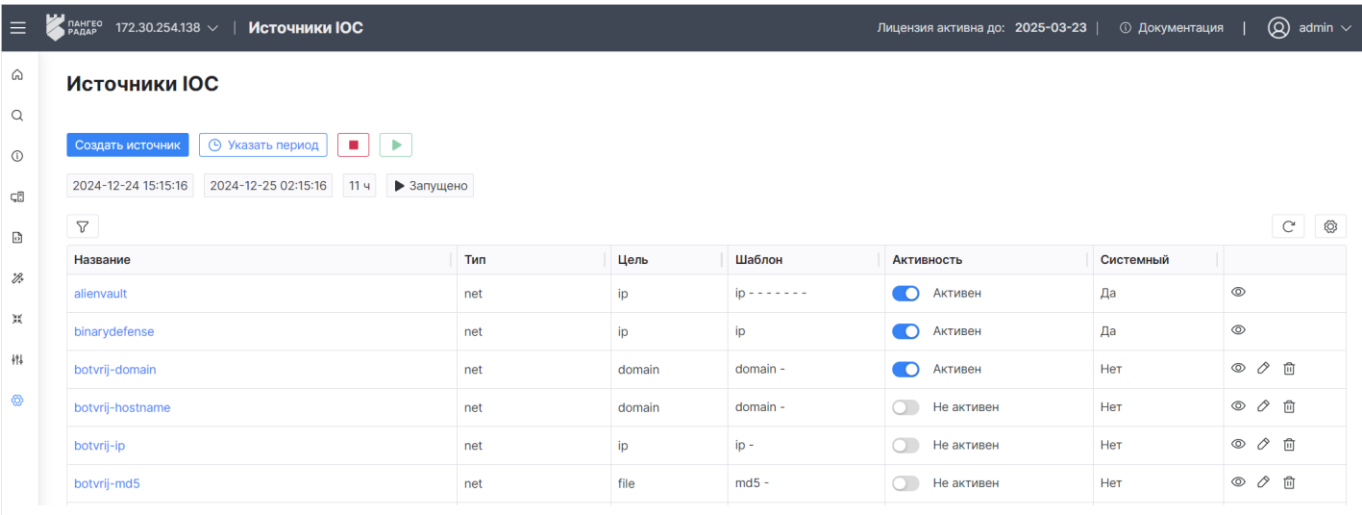 ПАНГЕО РАДАР 172.30.254.138 | Источники IOC Лицензия активна до: 2025-03-23 | Документация | admin
Источники IOC
Создать источник Указать период
2024-12-24 15:15:16 2024-12-25 02:15:16 11 ч Запущено
Название Тип Цель Шаблон Активность Системный
alienvault net ip ip - - - - - - - Активен Да
binarydefense net ip ip Активен Да
botvrij-domain net domain domain - Активен Нет
botvrij-hostname net domain domain - Не активен Нет
botvrij-ip net ip ip - Не активен Нет
botvrij-md5 net file md5 - Не активен Нет